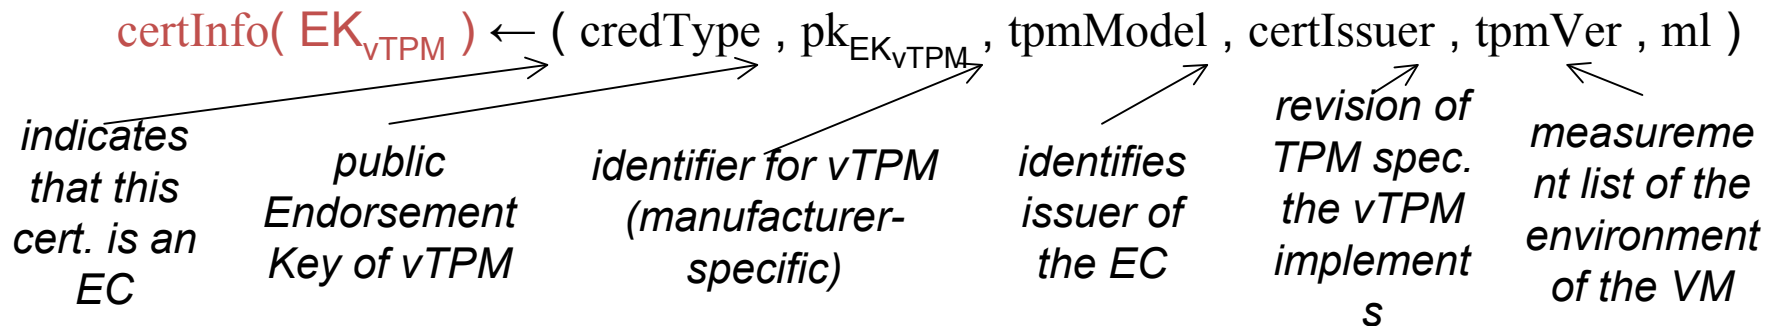 certInfo( EK_vTPM ) ← ( credType , pk_EK_vTPM , tpmModel , certIssuer , tpmVer , ml )
indicates
that this
cert. is an
EC
public
Endorsement
Key of vTPM
identifier for vTPM
(manufacturer-
specific)
identifies
issuer of
the EC
revision of
TPM spec.
the vTPM
implement
s
measureme
nt list of the
environment
of the VM